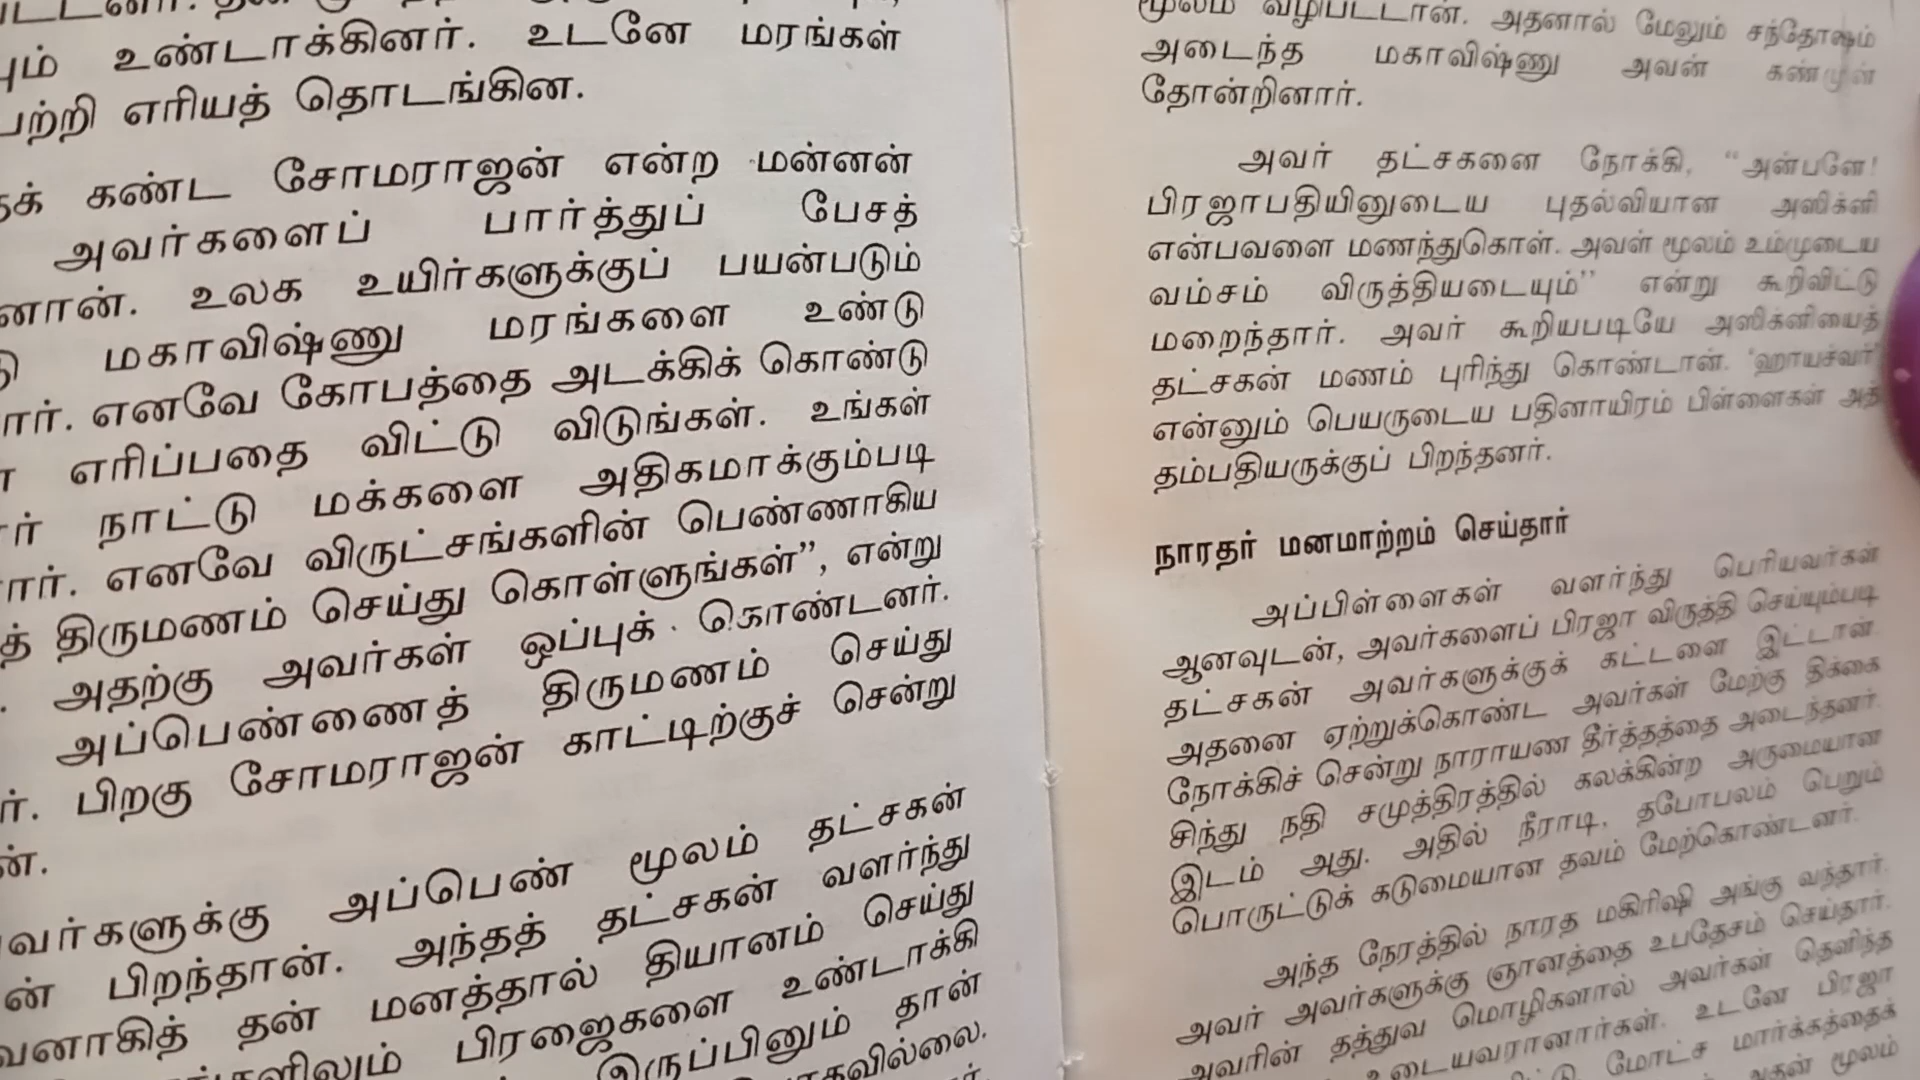 உண்டாக்கினர். உடனே மரங்கள்
பற்றி எரியத் தொடங்கின.
கண்ட சோமராஜன் என்ற மன்னன்
அவர்களைப் பார்த்துப் பேசத்
உலக உயிர்களுக்குப் பயன்படும்
மகாவிஷ்ணு மரங்களை உண்டு
எனவே கோபத்தை அடக்கிக் கொண்டு
எரிப்பதை விட்டு விடுங்கள். உங்கள்
நாட்டு மக்களை அதிகமாக்கும்படி
எனவே விருட்சங்களின் பெண்ணாகிய
திருமணம் செய்து கொள்ளுங்கள்”, என்று
அதற்கு அவர்கள் ஒப்புக் கொண்டனர்.
அப்பெண்ணைத் திருமணம் செய்து
பிறகு சோமராஜன் காட்டிற்குச் சென்று
அப்பெண் மூலம் தட்சகன்
பிறந்தான். அந்தத் தட்சகன் வளர்ந்து
தன் மனத்தால் தியானம் செய்து
பிரஜைகளை உண்டாக்கி
இருப்பினும் தான்
மூலம் வழிபட்டான். அதனால் மேலும் சந்தோஷம்
அடைந்த மகாவிஷ்ணு அவன் கண்முன்
தோன்றினார்.
அவர் தட்சகனை நோக்கி, “அன்பனே!
பிரஜாபதியினுடைய புதல்வியான அஸிக்னி
என்பவளை மணந்துகொள். அவள் மூலம் உம்முடைய
வம்சம் விருத்தியடையும்” என்று கூறிவிட்டு
மறைந்தார். அவர் கூறியபடியே அஸிக்னியைத்
தட்சகன் மணம் புரிந்து கொண்டான். ‘ஹர்யச்வர்’
என்னும் பெயருடைய பதினாயிரம் பிள்ளைகள் அத்
தம்பதியருக்குப் பிறந்தனர்.
நாரதர் மனமாற்றம் செய்தார்
அப்பிள்ளைகள் வளர்ந்து பெரியவர்கள்
ஆனவுடன், அவர்களைப் பிரஜா விருத்தி செய்யும்படி
தட்சகன் அவர்களுக்குக் கட்டளை இட்டான்.
அதனை ஏற்றுக்கொண்ட அவர்கள் மேற்கு திக்கை
நோக்கிச் சென்று நாராயண தீர்த்தத்தை அடைந்தனர்.
சிந்து நதி சமுத்திரத்தில் கலக்கின்ற அருமையான
இடம் அது. அதில் நீராடி, தபோபலம் பெறும்
பொருட்டுக் கடுமையான தவம் மேற்கொண்டனர்.
அந்த நேரத்தில் நாரத மகிரிஷி அங்கு வந்தார்.
அவர் அவர்களுக்கு ஞானத்தை உபதேசம் செய்தார்.
அவரின் தத்துவ மொழிகளால் அவர்கள் தெளிந்த
உடையவரானார்கள். உடனே பிரஜா
மோட்ச மார்க்கத்தைக்
அதன் மூலம்